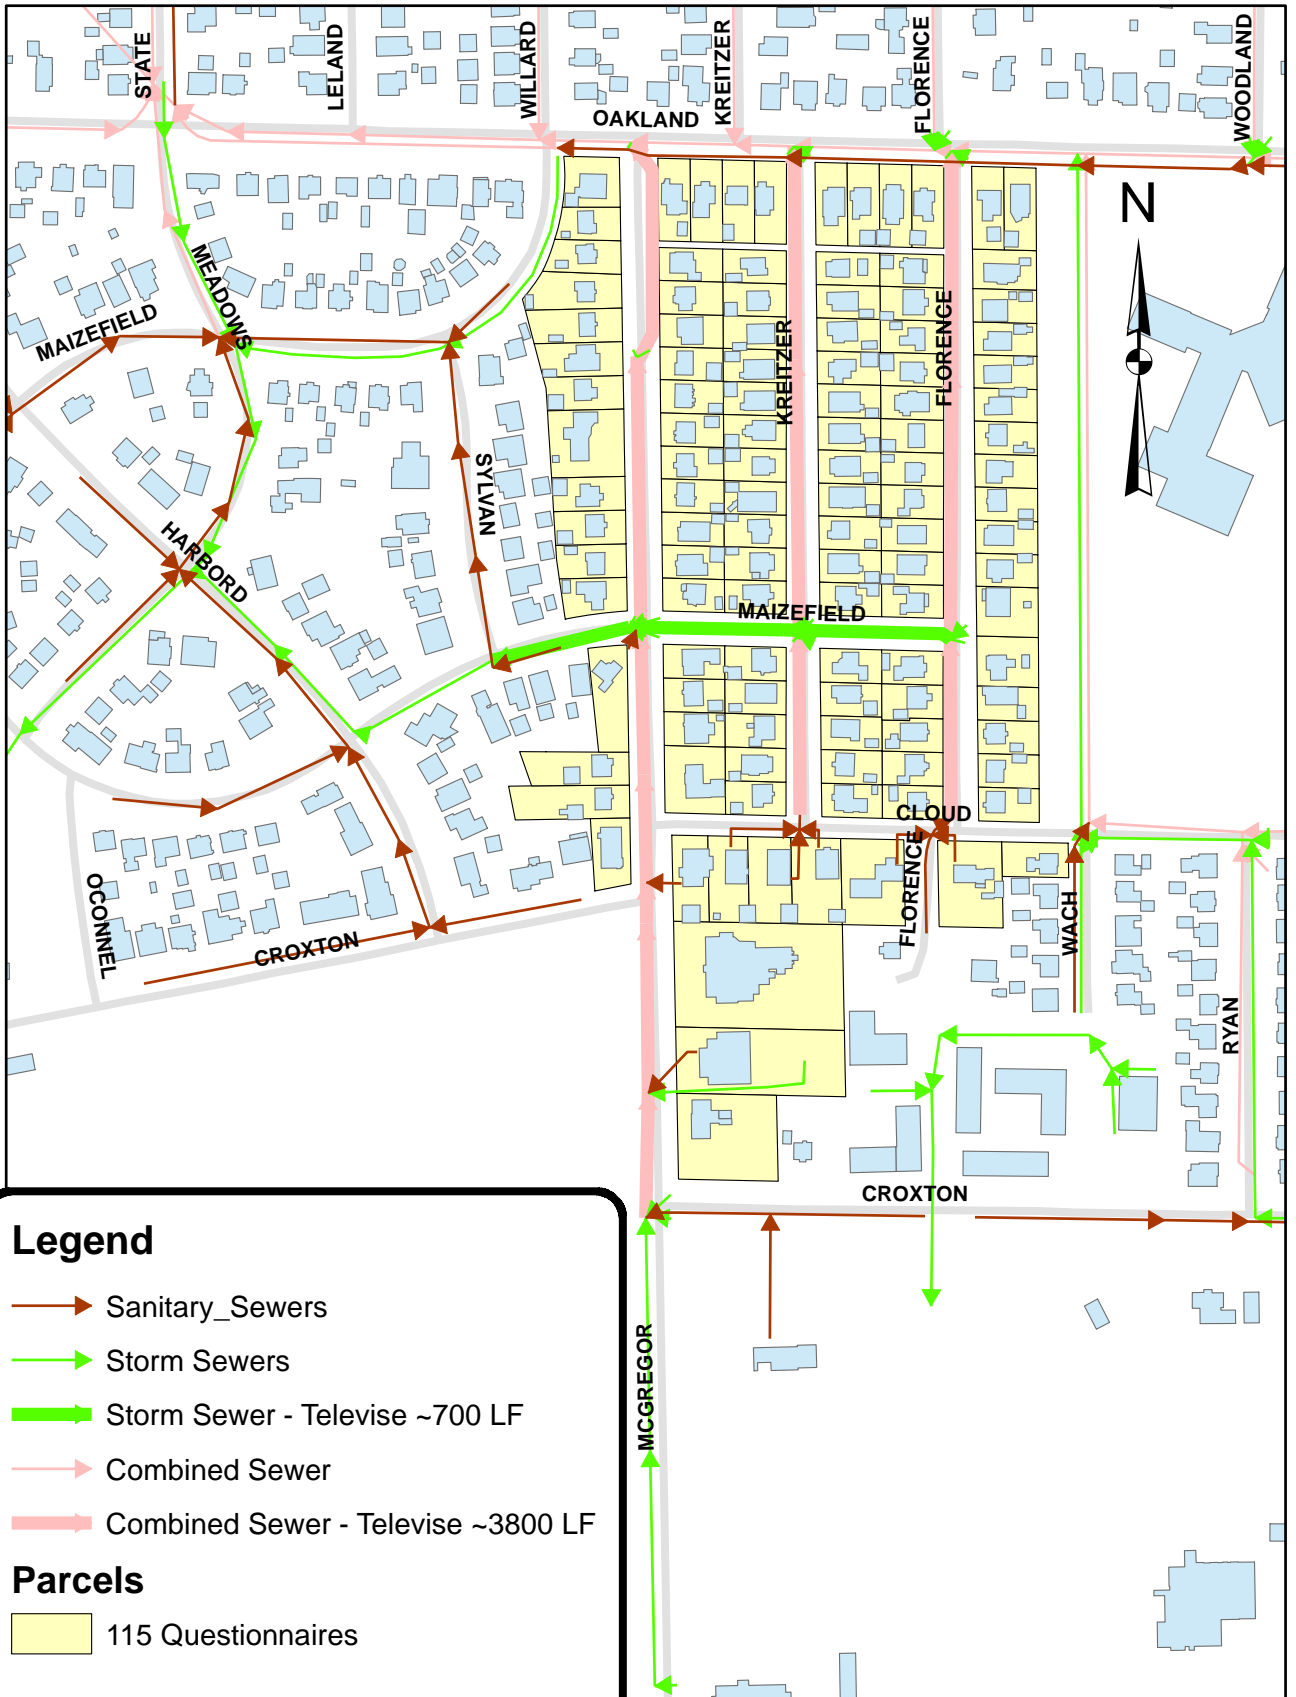 STATE
LELAND
WILLARD
KREITZER
FLORENCE
WOODLAND
OAKLAND
N
MEADOWS
MAIZEFIELD
KREITZER
FLORENCE
SYLVAN
HARBORD
MAIZEFIELD
CLOUD
FLORENCE
WACH
OCONNEL
CROXTON
RYAN
CROXTON
MCGREGOR
Legend
Sanitary_Sewers
Storm Sewers
Storm Sewer - Televise ~700 LF
Combined Sewer
Combined Sewer - Televise ~3800 LF
Parcels
115 Questionnaires